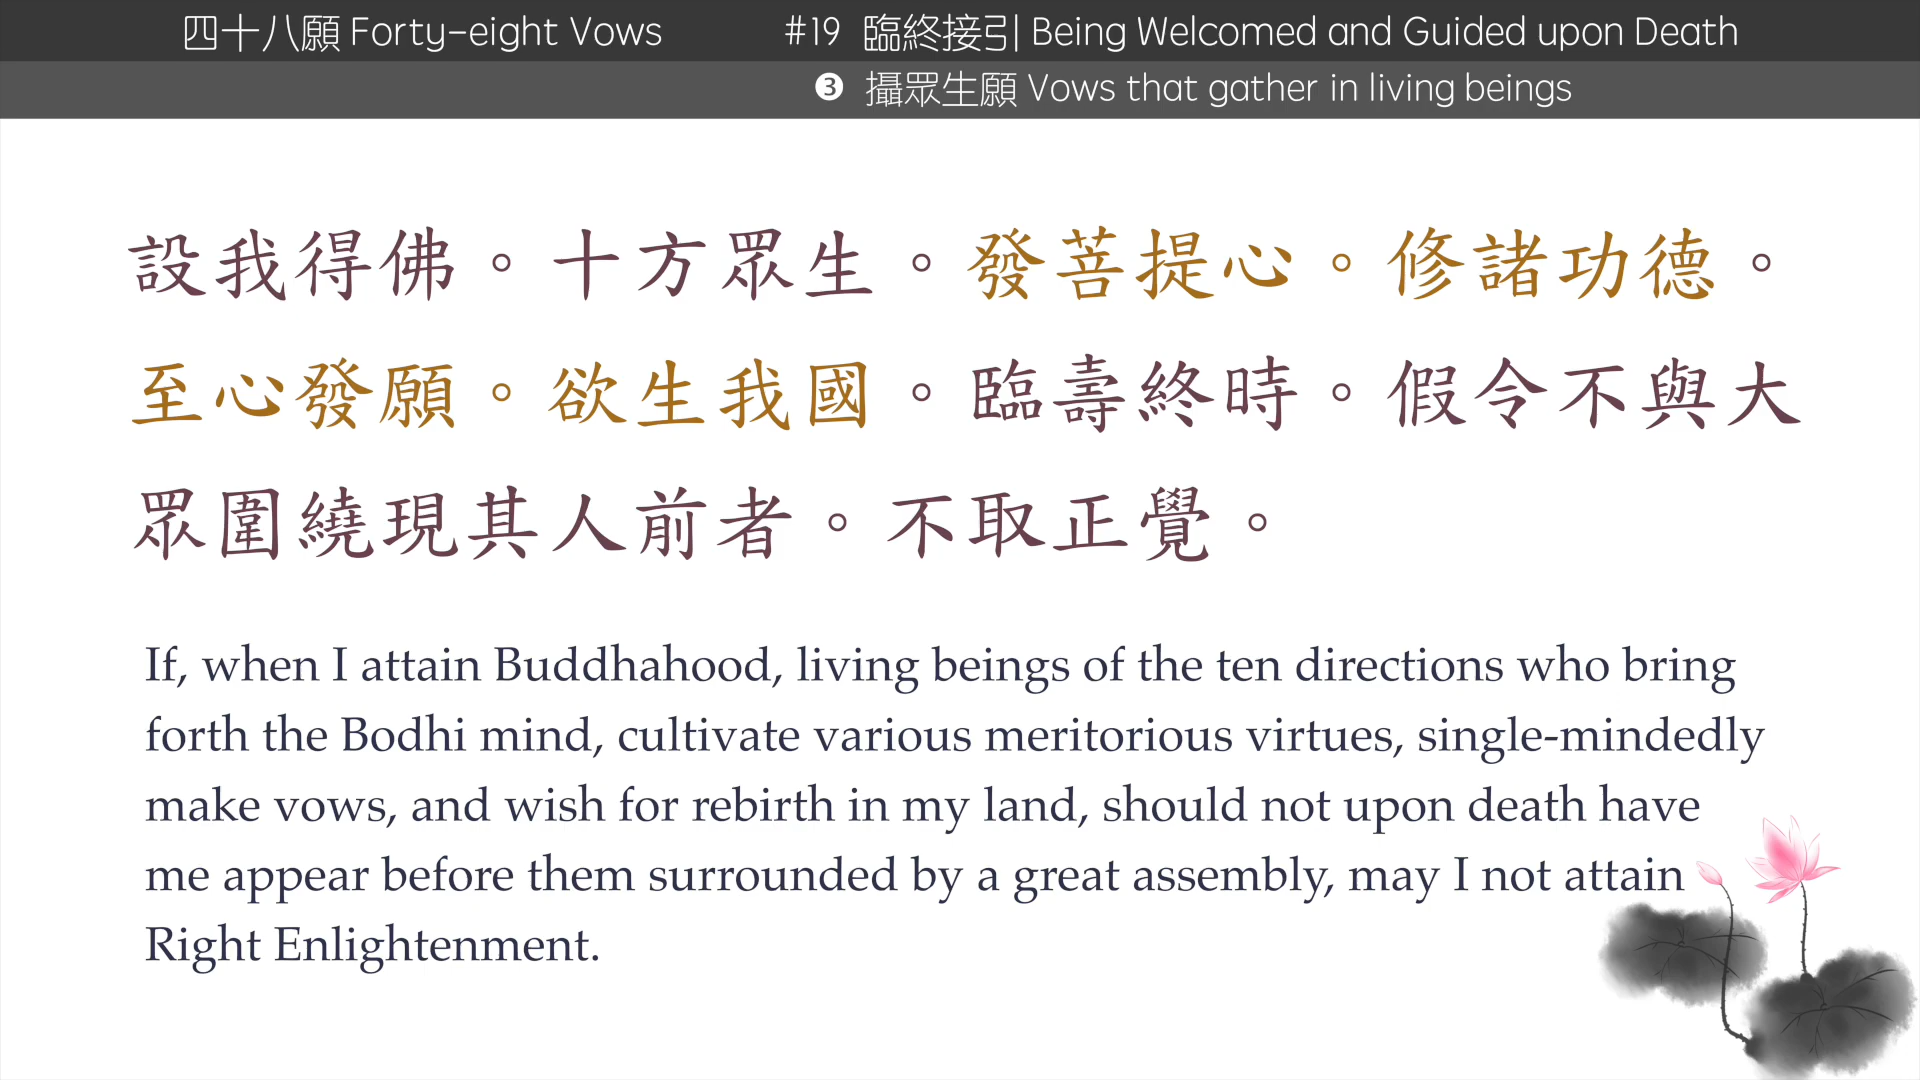 四十八願 Forty-eight Vows
#19 臨終接引 Being Welcomed and Guided upon Death
❸ 攝眾生願 Vows that gather in living beings
設我得佛。十方眾生。發菩提心。修諸功德。
至心發願。欲生我國。臨壽終時。假令不與大
眾圍繞現其人前者。不取正覺。
If, when I attain Buddhahood, living beings of the ten directions who bring
forth the Bodhi mind, cultivate various meritorious virtues, single-mindedly
make vows, and wish for rebirth in my land, should not upon death have
me appear before them surrounded by a great assembly, may I not attain
Right Enlightenment.